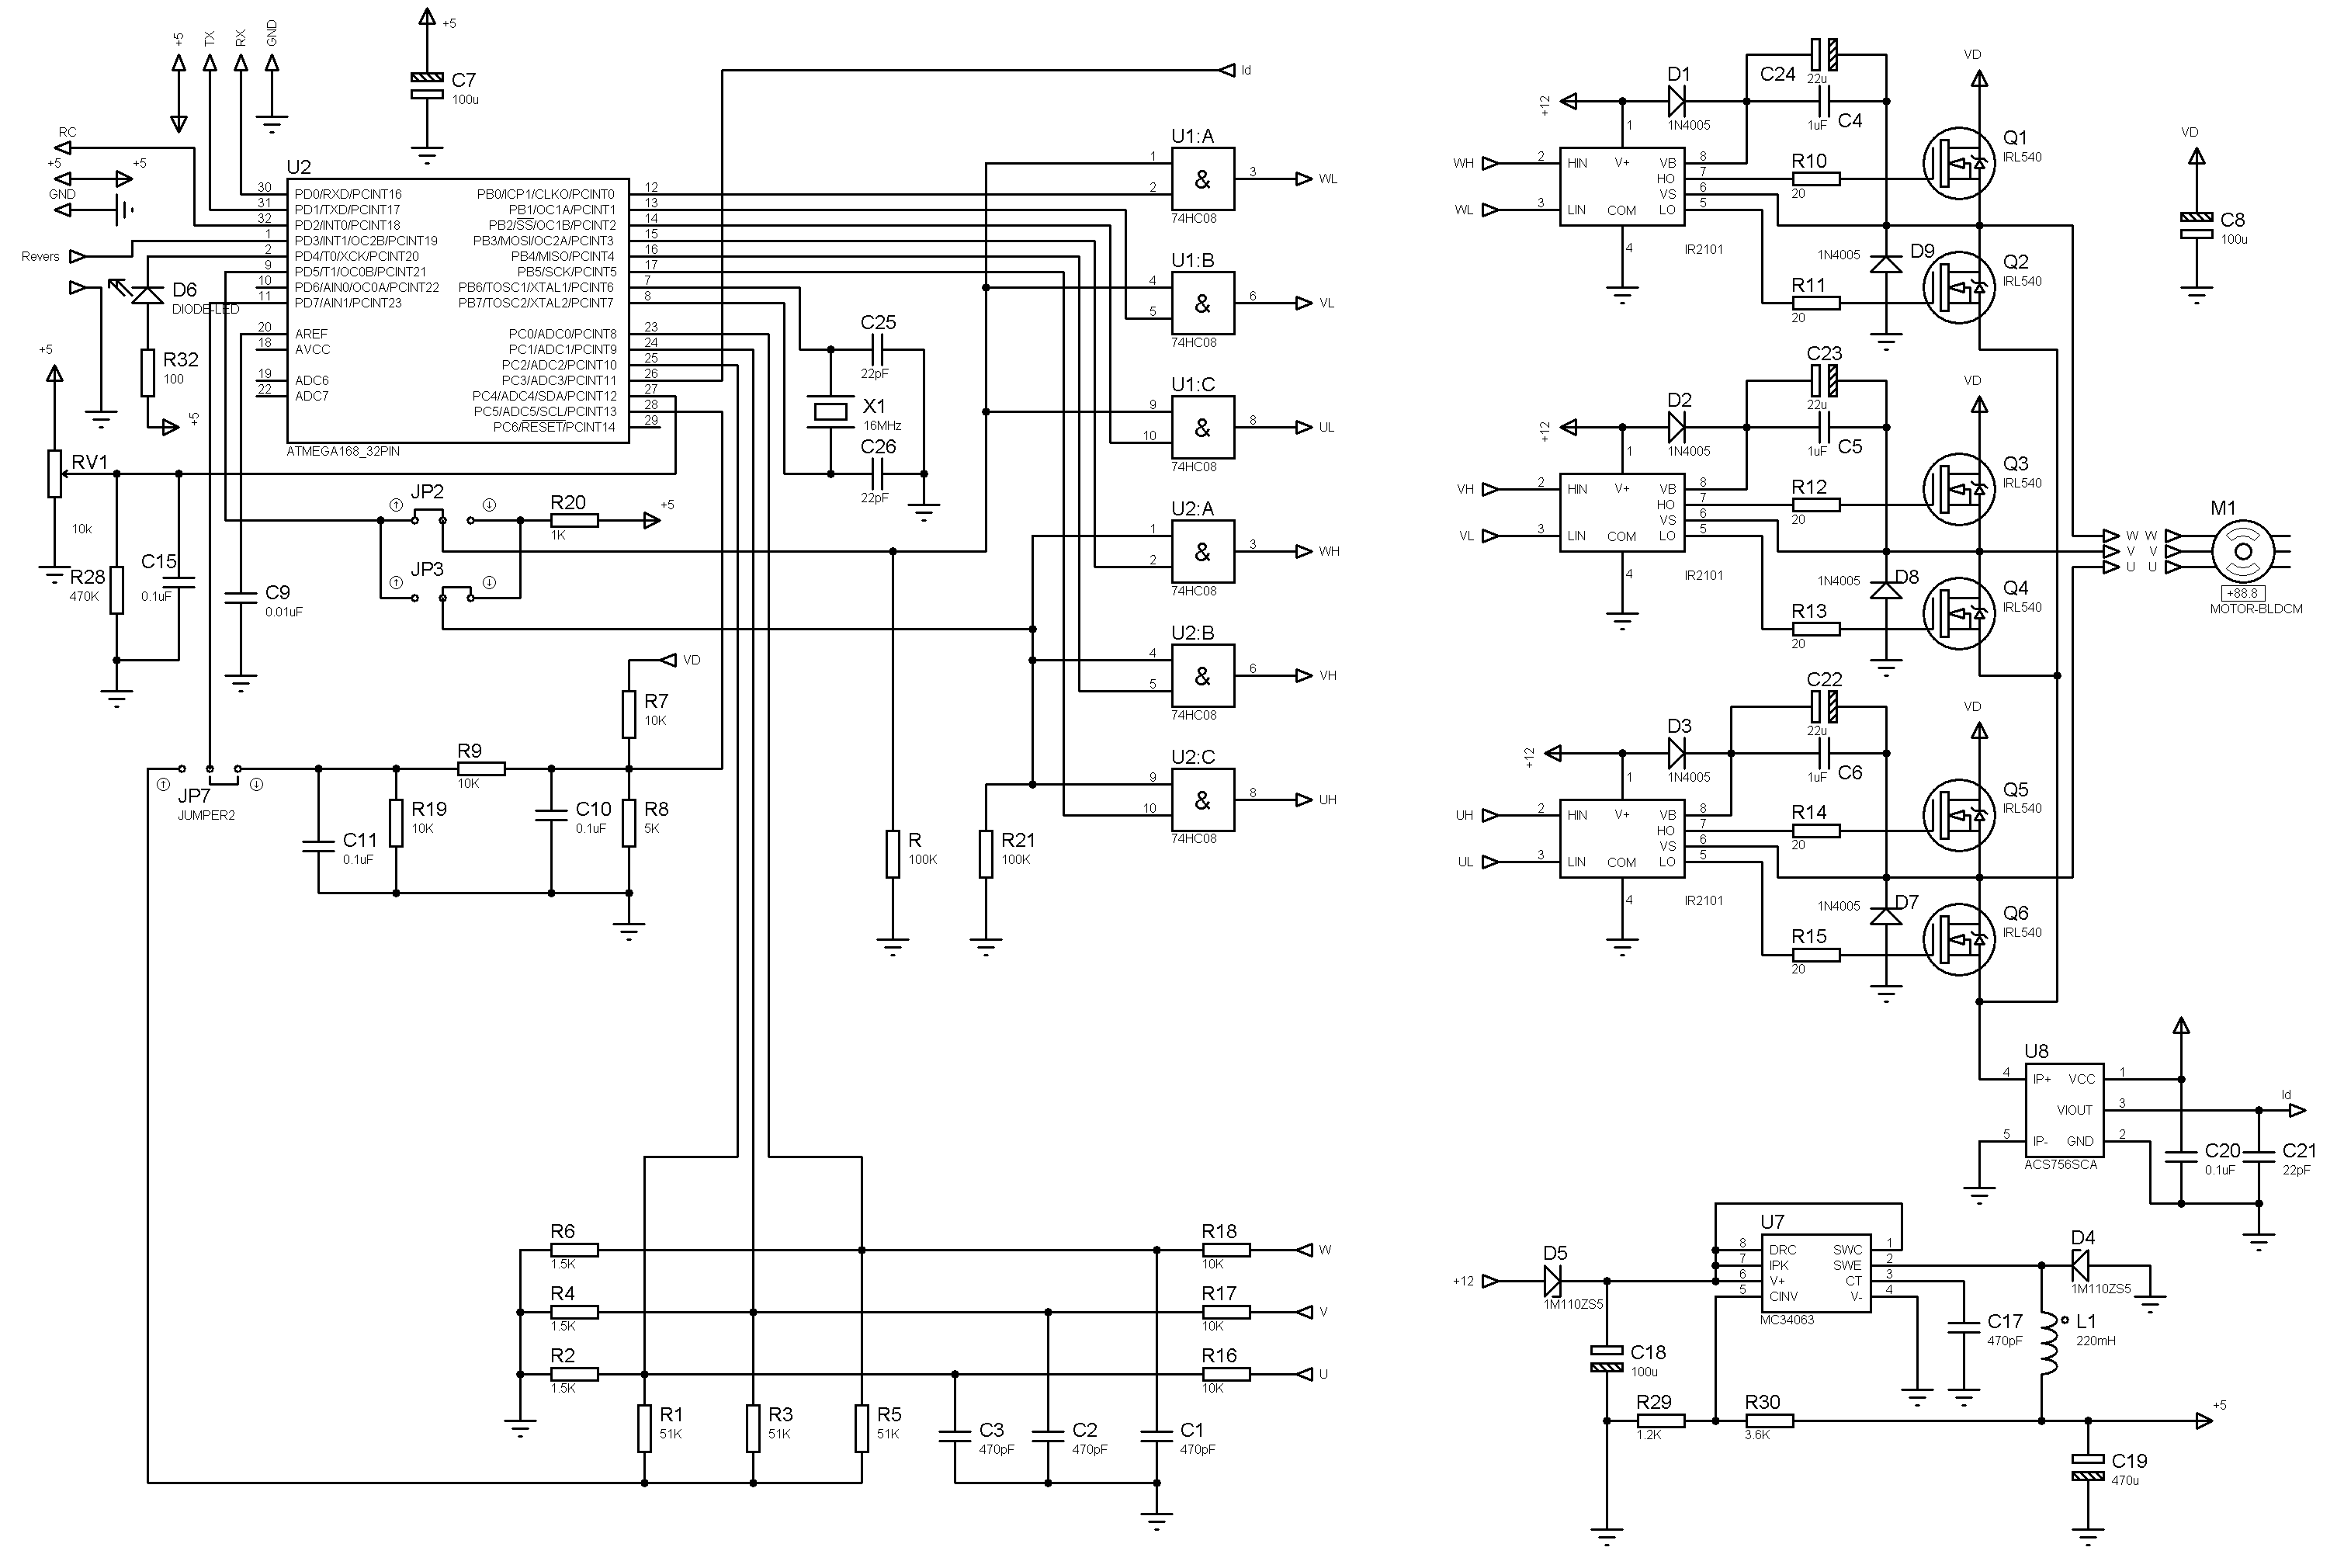 +5
TX
RX
GND
+5
C7
100u
RC
+5
+5
GND
Revers
D6
DIODE-LED
R32
100
+5
U2
30
31
32
1
2
9
10
11
20
18
19
22
PD0/RXD/PCINT16
PD1/TXD/PCINT17
PD2/INT0/PCINT18
PD3/INT1/OC2B/PCINT19
PD4/T0/XCK/PCINT20
PD5/T1/OC0B/PCINT21
PD6/AIN0/OC0A/PCINT22
PD7/AIN1/PCINT23
AREF
AVCC
ADC6
ADC7
PB0/ICP1/CLKO/PCINT0
PB1/OC1A/PCINT1
PB2/SS/OC1B/PCINT2
PB3/MOSI/OC2A/PCINT3
PB4/MISO/PCINT4
PB5/SCK/PCINT5
PB6/TOSC1/XTAL1/PCINT6
PB7/TOSC2/XTAL2/PCINT7
PC0/ADC0/PCINT8
PC1/ADC1/PCINT9
PC2/ADC2/PCINT10
PC3/ADC3/PCINT11
PC4/ADC4/SDA/PCINT12
PC5/ADC5/SCL/PCINT13
PC6/RESET/PCINT14
12
13
14
15
16
17
7
8
23
24
25
26
27
28
29
ATMEGA168_32PIN
+5
RV1
10k
R28
470K
C15
0.1uF
C9
0.01uF
C25
22pF
X1
16MHz
C26
22pF
JP2
R20
1K
+5
JP3
VD
R7
10K
R9
10K
JP7
JUMPER2
C11
0.1uF
R19
10K
C10
0.1uF
R8
5K
R
100K
R21
100K
Id
U1:A
1
2
3
&
WL
74HC08
U1:B
4
5
6
&
VL
74HC08
U1:C
9
10
8
&
UL
74HC08
U2:A
1
2
3
&
WH
74HC08
U2:B
4
5
6
&
VH
74HC08
U2:C
9
10
8
&
UH
74HC08
R6
1.5K
R4
1.5K
R2
1.5K
R18
10K
W
R17
10K
V
R16
10K
U
R1
51K
R3
51K
R5
51K
C3
470pF
C2
470pF
C1
470pF
+12
D1
1N4005
C24
22u
1uF
C4
VD
WH
2
WL
3
HIN
V+
VB
HO
VS
LIN
COM
LO
1
8
7
6
5
4
IR2101
R10
20
R11
20
1N4005
D9
Q1
IRL540
Q2
IRL540
VD
C8
100u
+12
D2
1N4005
C23
22u
1uF
C5
VD
VH
2
VL
3
HIN
V+
VB
HO
VS
LIN
COM
LO
1
8
7
6
5
4
IR2101
R12
20
R13
20
1N4005
D8
Q3
IRL540
Q4
IRL540
W W
V V
U U
M1
+88.8
MOTOR-BLDCM
+12
D3
1N4005
C22
22u
1uF
C6
VD
UH
2
UL
3
HIN
V+
VB
HO
VS
LIN
COM
LO
1
8
7
6
5
4
IR2101
R14
20
R15
20
1N4005
D7
Q5
IRL540
Q6
IRL540
U8
4
5
IP+
VCC
VIOUT
IP-
GND
1
3
2
ACS756SCA
Id
C20
0.1uF
C21
22pF
+12
D5
1M110ZS5
U7
8
7
6
5
DRC
IPK
V+
CINV
SWC
SWE
CT
V-
1
2
3
4
MC34063
D4
1M110ZS5
C17
470pF
L1
220mH
C18
100u
R29
1.2K
R30
3.6K
+5
C19
470u